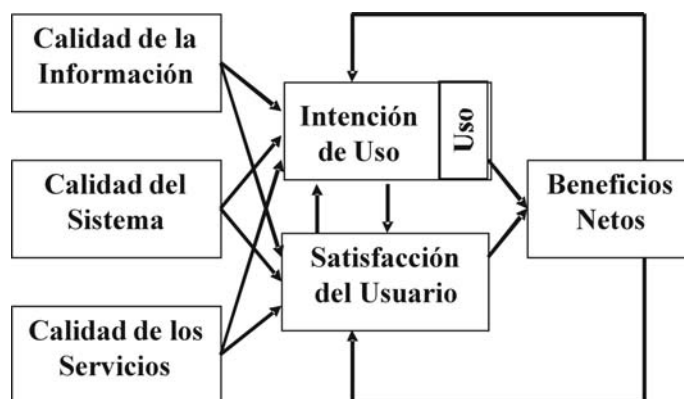 Calidad de la
Información
Intención
de Uso
Uso
Calidad del
Sistema
Beneficios
Netos
Satisfacción
del Usuario
Calidad de los
Servicios